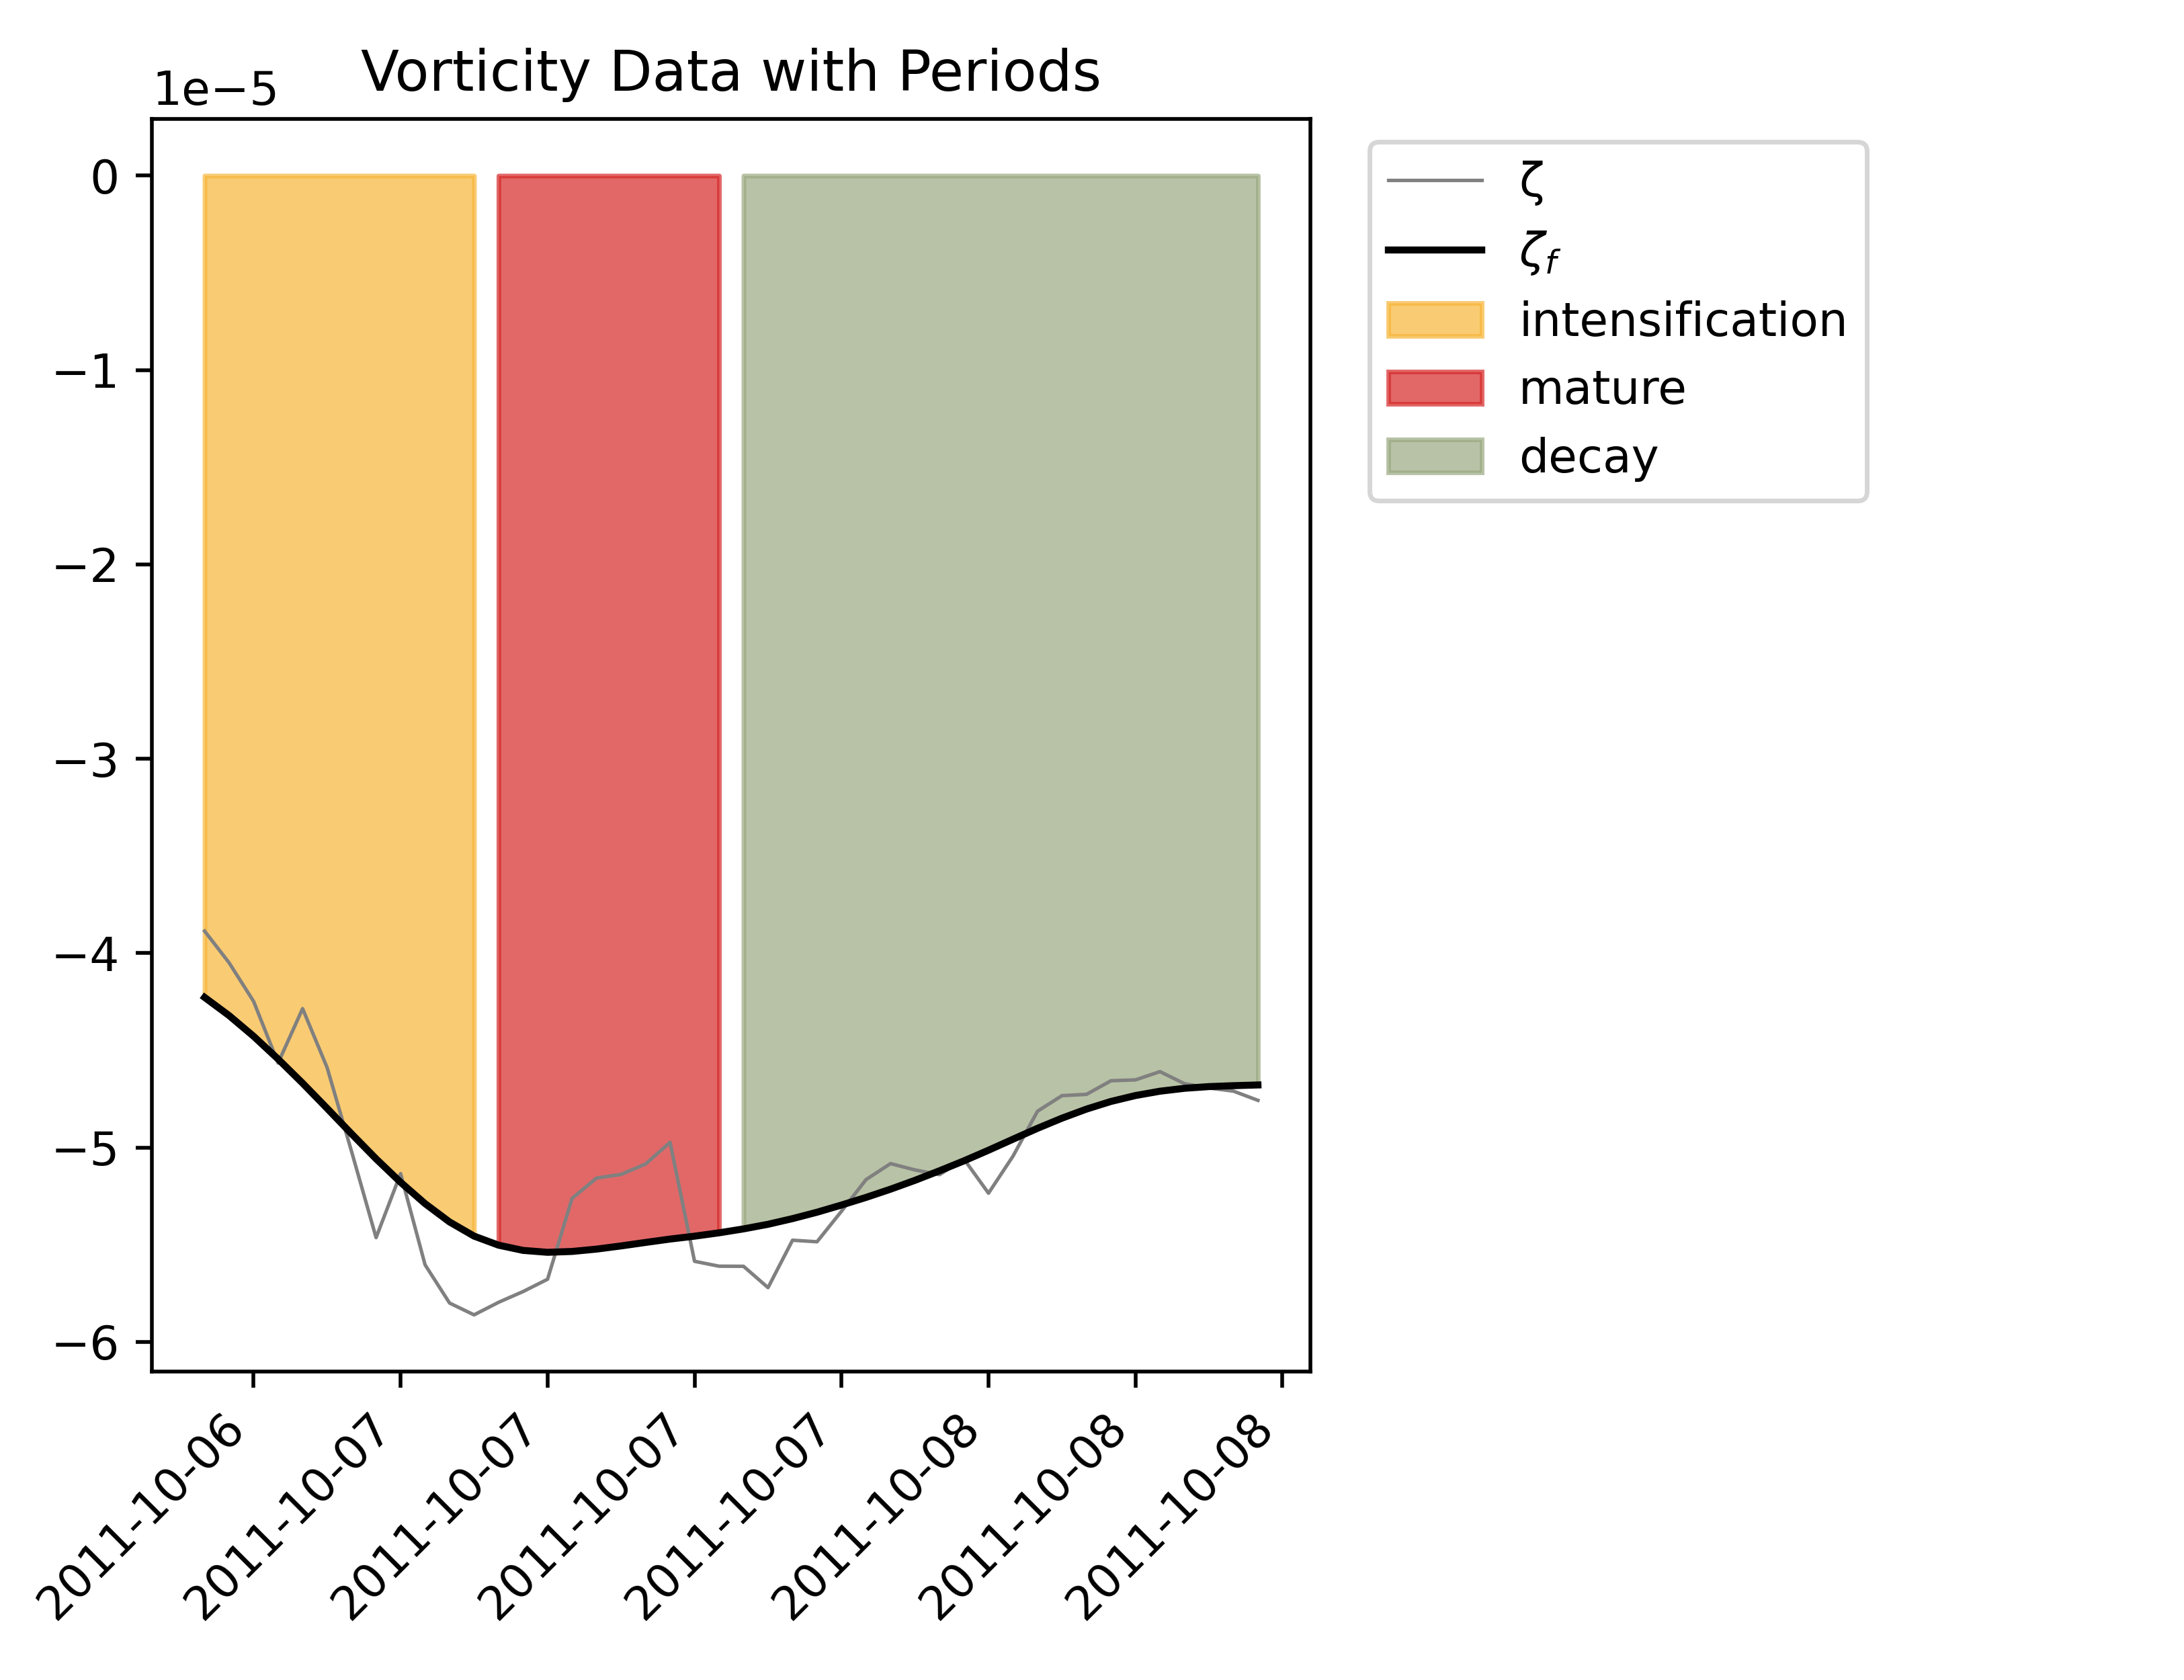 Vorticity Data with Periods
1e−5
0
−1
−2
−3
−4
−5
−6
2011-10-06
2011-10-07
2011-10-07
2011-10-07
2011-10-07
2011-10-08
2011-10-08
2011-10-08
ζ
ζf
intensification
mature
decay